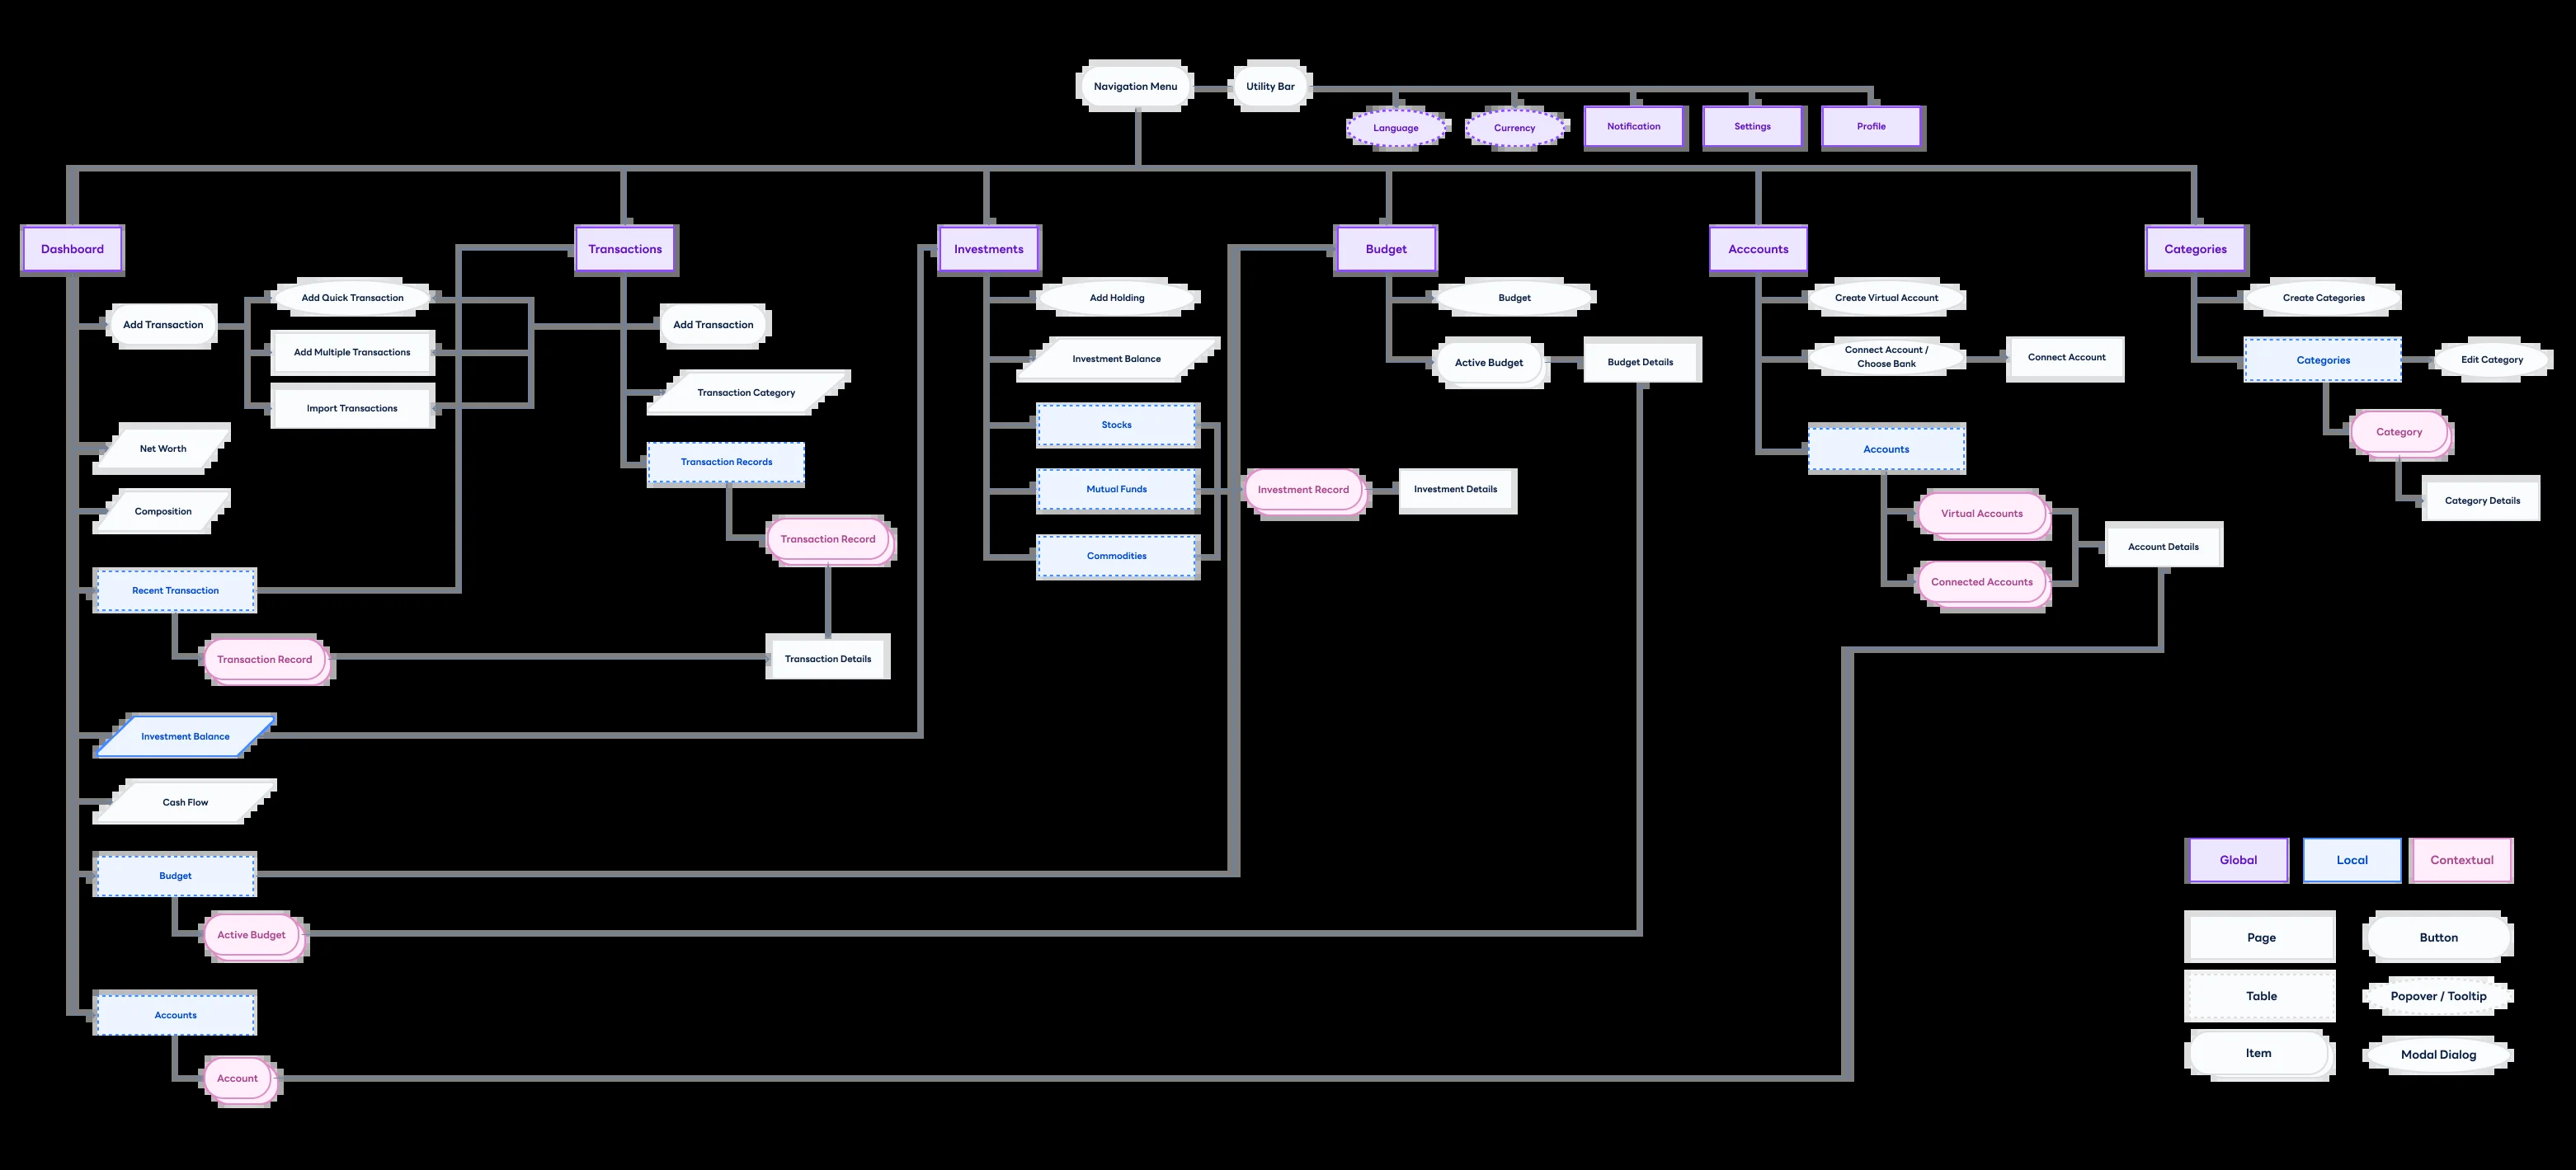 Navigation Menu
Utility Bar
Language
Currency
Notification
Settings
Profile
Dashboard
Transactions
Investments
Budget
Acccounts
Categories
Add Transaction
Add Quick Transaction
Add Multiple Transactions
Import Transactions
Net Worth
Composition
Recent Transaction
Transaction Record
Investment Balance
Cash Flow
Budget
Active Budget
Accounts
Account
Add Transaction
Transaction Category
Transaction Records
Transaction Record
Transaction Details
Add Holding
Investment Balance
Stocks
Mutual Funds
Commodities
Investment Record
Investment Details
Budget
Active Budget
Budget Details
Create Virtual Account
Connect Account /
Choose Bank
Connect Account
Accounts
Virtual Accounts
Connected Accounts
Account Details
Create Categories
Categories
Edit Category
Category
Category Details
Global
Local
Contextual
Page
Button
Table
Popover / Tooltip
Item
Modal Dialog